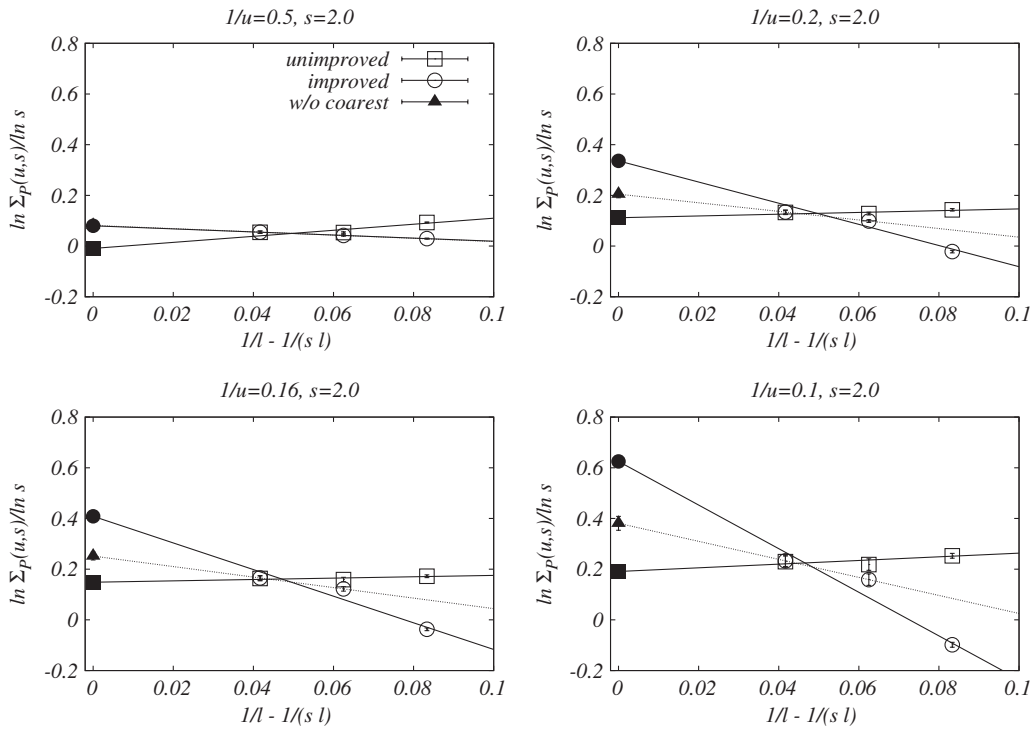 1/u=0.5, s=2.0
ln Σ_P(u,s)/ln s
0.8
0.6
0.4
0.2
0
-0.2
unimproved
improved
w/o coarest
0 0.02 0.04 0.06 0.08 0.1
1/l - 1/(s l)
1/u=0.2, s=2.0
ln Σ_P(u,s)/ln s
0.8
0.6
0.4
0.2
0
-0.2
0 0.02 0.04 0.06 0.08 0.1
1/l - 1/(s l)
1/u=0.16, s=2.0
ln Σ_P(u,s)/ln s
0.8
0.6
0.4
0.2
0
-0.2
0 0.02 0.04 0.06 0.08 0.1
1/l - 1/(s l)
1/u=0.1, s=2.0
ln Σ_P(u,s)/ln s
0.8
0.6
0.4
0.2
0
-0.2
0 0.02 0.04 0.06 0.08 0.1
1/l - 1/(s l)